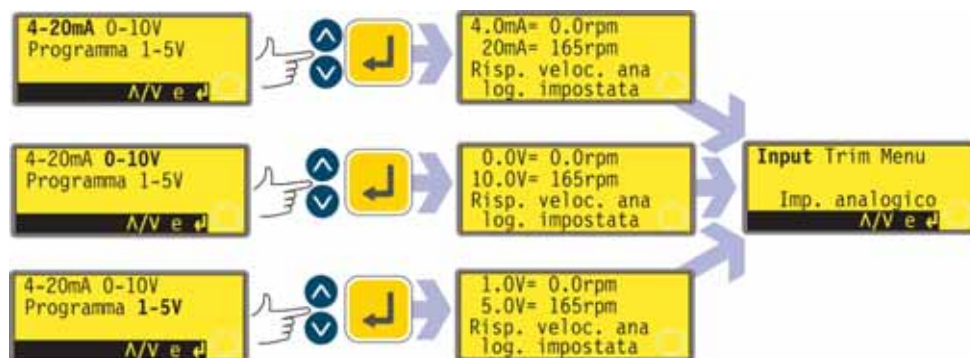 4-20mA 0-10V
Programma 1-5V
Λ/V e ↵
4.0mA= 0.0rpm
20mA= 165rpm
Risp. veloc. ana
log. impostata
4-20mA 0-10V
Programma 1-5V
Λ/V e ↵
0.0V= 0.0rpm
10.0V= 165rpm
Risp. veloc. ana
log. impostata
Input Trim Menu
Imp. analogico
Λ/V e ↵
4-20mA 0-10V
Programma 1-5V
Λ/V e ↵
1.0V= 0.0rpm
5.0V= 165rpm
Risp. veloc. ana
log. impostata